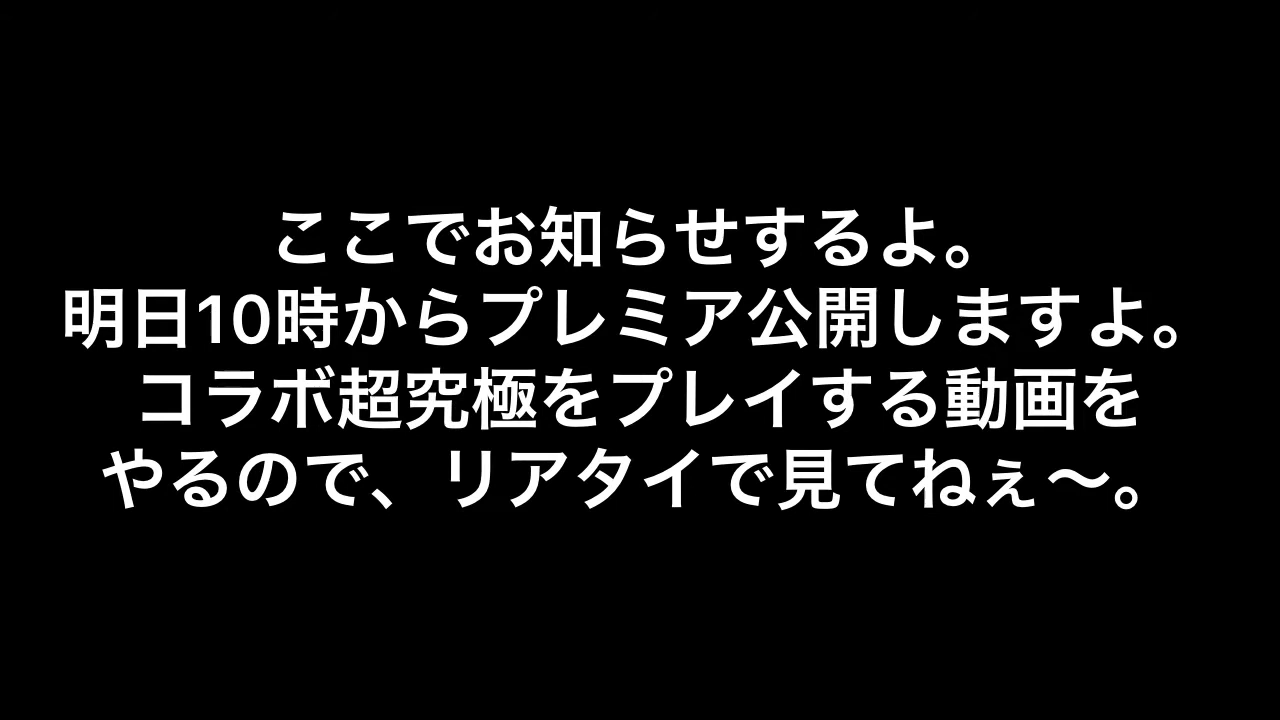 ここでお知らせするよ。
明日10時からプレミア公開しますよ。
コラボ超究極をプレイする動画を
やるので、リアタイで見てねぇ〜。